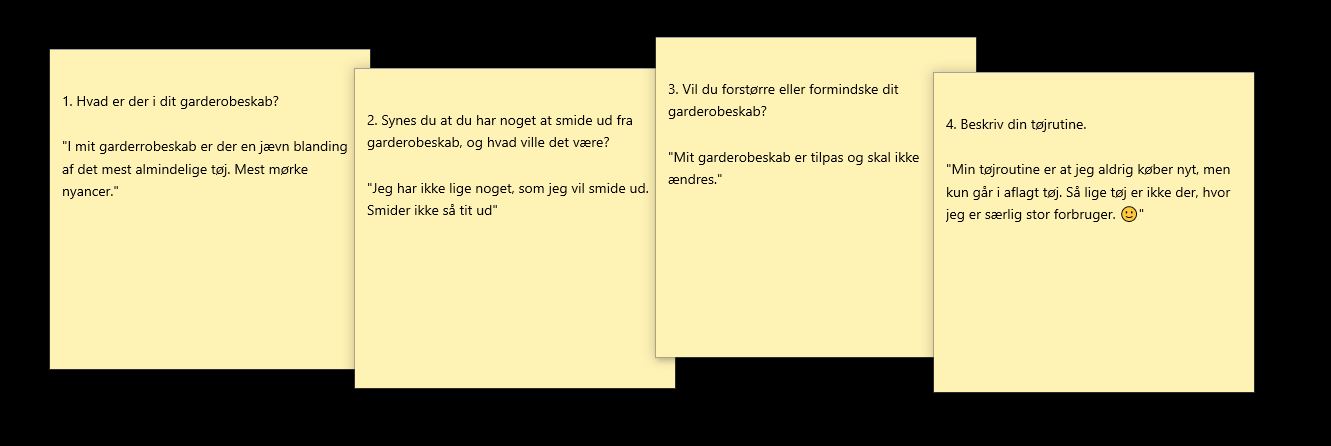 1. Hvad er der i dit garderobeskab?
"I mit garderrobeskab er der en jævn blanding
af det mest almindelige tøj. Mest mørke
nyancer."
2. Synes du at du har noget at smide ud fra
garderobeskab, og hvad ville det være?
"Jeg har ikke lige noget, som jeg vil smide ud.
Smider ikke så tit ud"
3. Vil du forstørre eller formindske dit
garderobeskab?
"Mit garderobeskab er tilpas og skal ikke
ændres."
4. Beskriv din tøjrutine.
"Min tøjroutine er at jeg aldrig køber nyt, men
kun går i aflagt tøj. Så lige tøj er ikke der, hvor
jeg er særlig stor forbruger. 🙂"